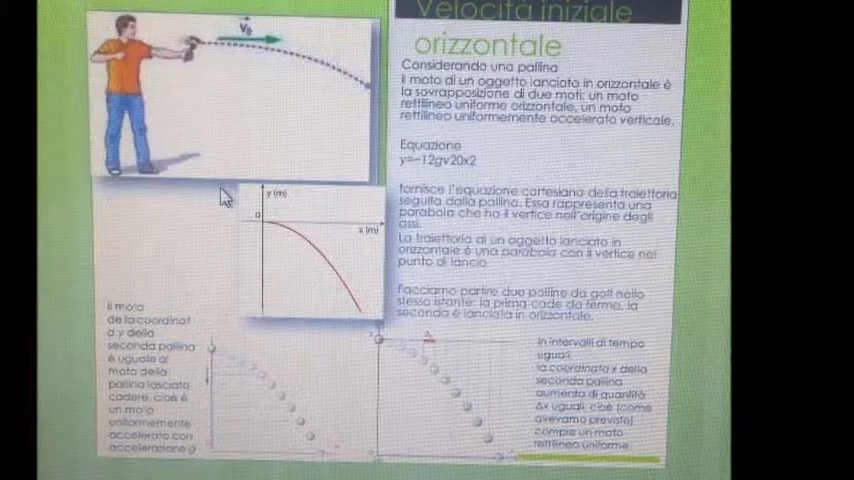 Velocità iniziale
orizzontale
Considerando una pallina
il moto di un oggetto lanciato in orizzontale è
la sovrapposizione di due moti: un moto
rettilineo uniforme orizzontale, un moto
rettilineo uniformemente accelerato verticale.
Equazione
y=−12gv20x2
fornisce l'equazione cartesiana della traiettoria
seguita dalla pallina. Essa rappresenta una
parabola che ha il vertice nell'origine degli
assi.
La traiettoria di un oggetto lanciato in
orizzontale è una parabola con il vertice nel
punto di lancio
Facciamo partire due palline da golf nello
stesso istante: la prima cade da ferma, la
seconda è lanciata in orizzontale.
V0
y (m)
0
x (m)
Il moto
della coordinat
a y della
seconda pallina
è uguale al
moto della
pallina lasciata
cadere, cioè è
un moto
uniformemente
accelerato con
accelerazione g
In intervalli di tempo
uguali,
la coordinata x della
seconda pallina
aumenta di quantità
Δx uguali, cioè (come
avevamo previsto)
compie un moto
rettilineo uniforme